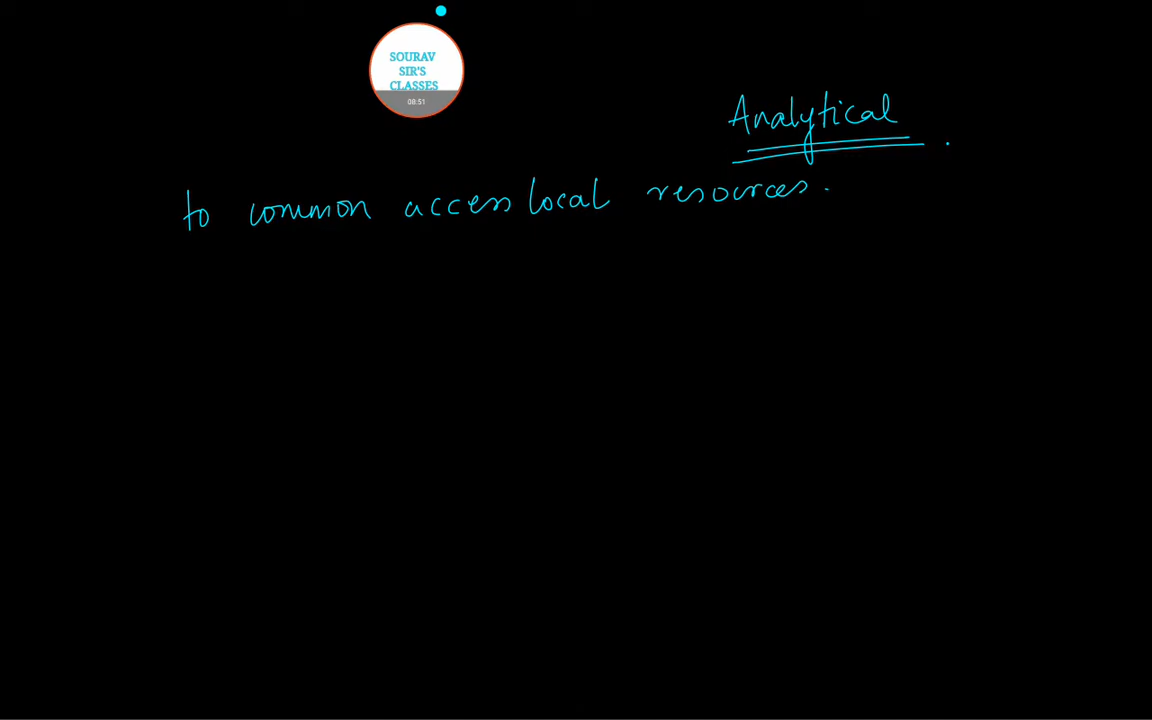 SOURAV
SIR'S
CLASSES
08:51
Analytical
to common access local resources.